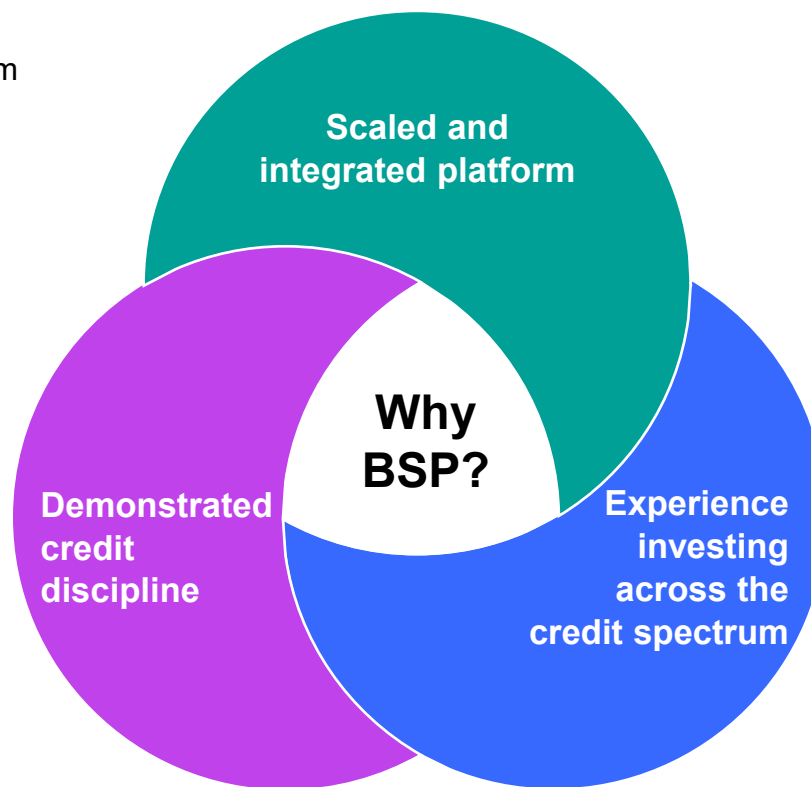 m
Scaled and
integrated platform
Why
BSP?
Demonstrated
credit
discipline
Experience
investing
across the
credit spectrum